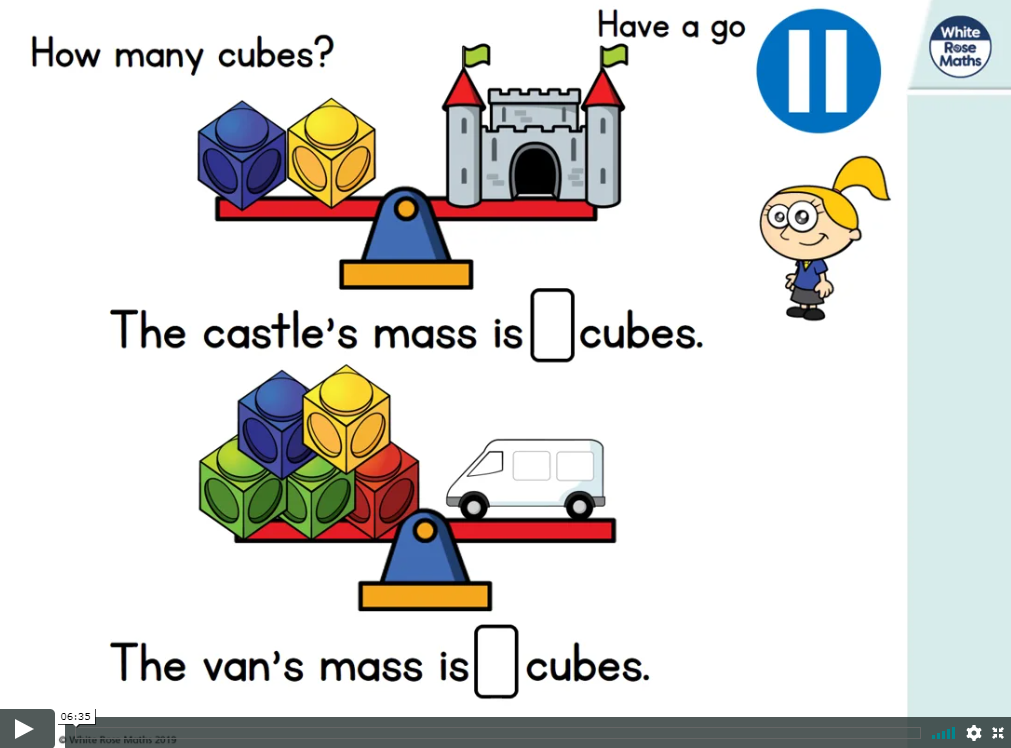 Have a go
White
Rose
Maths
How many cubes?
The castle's mass is cubes.
The van's mass is cubes.
06:35
© White Rose Maths 2019